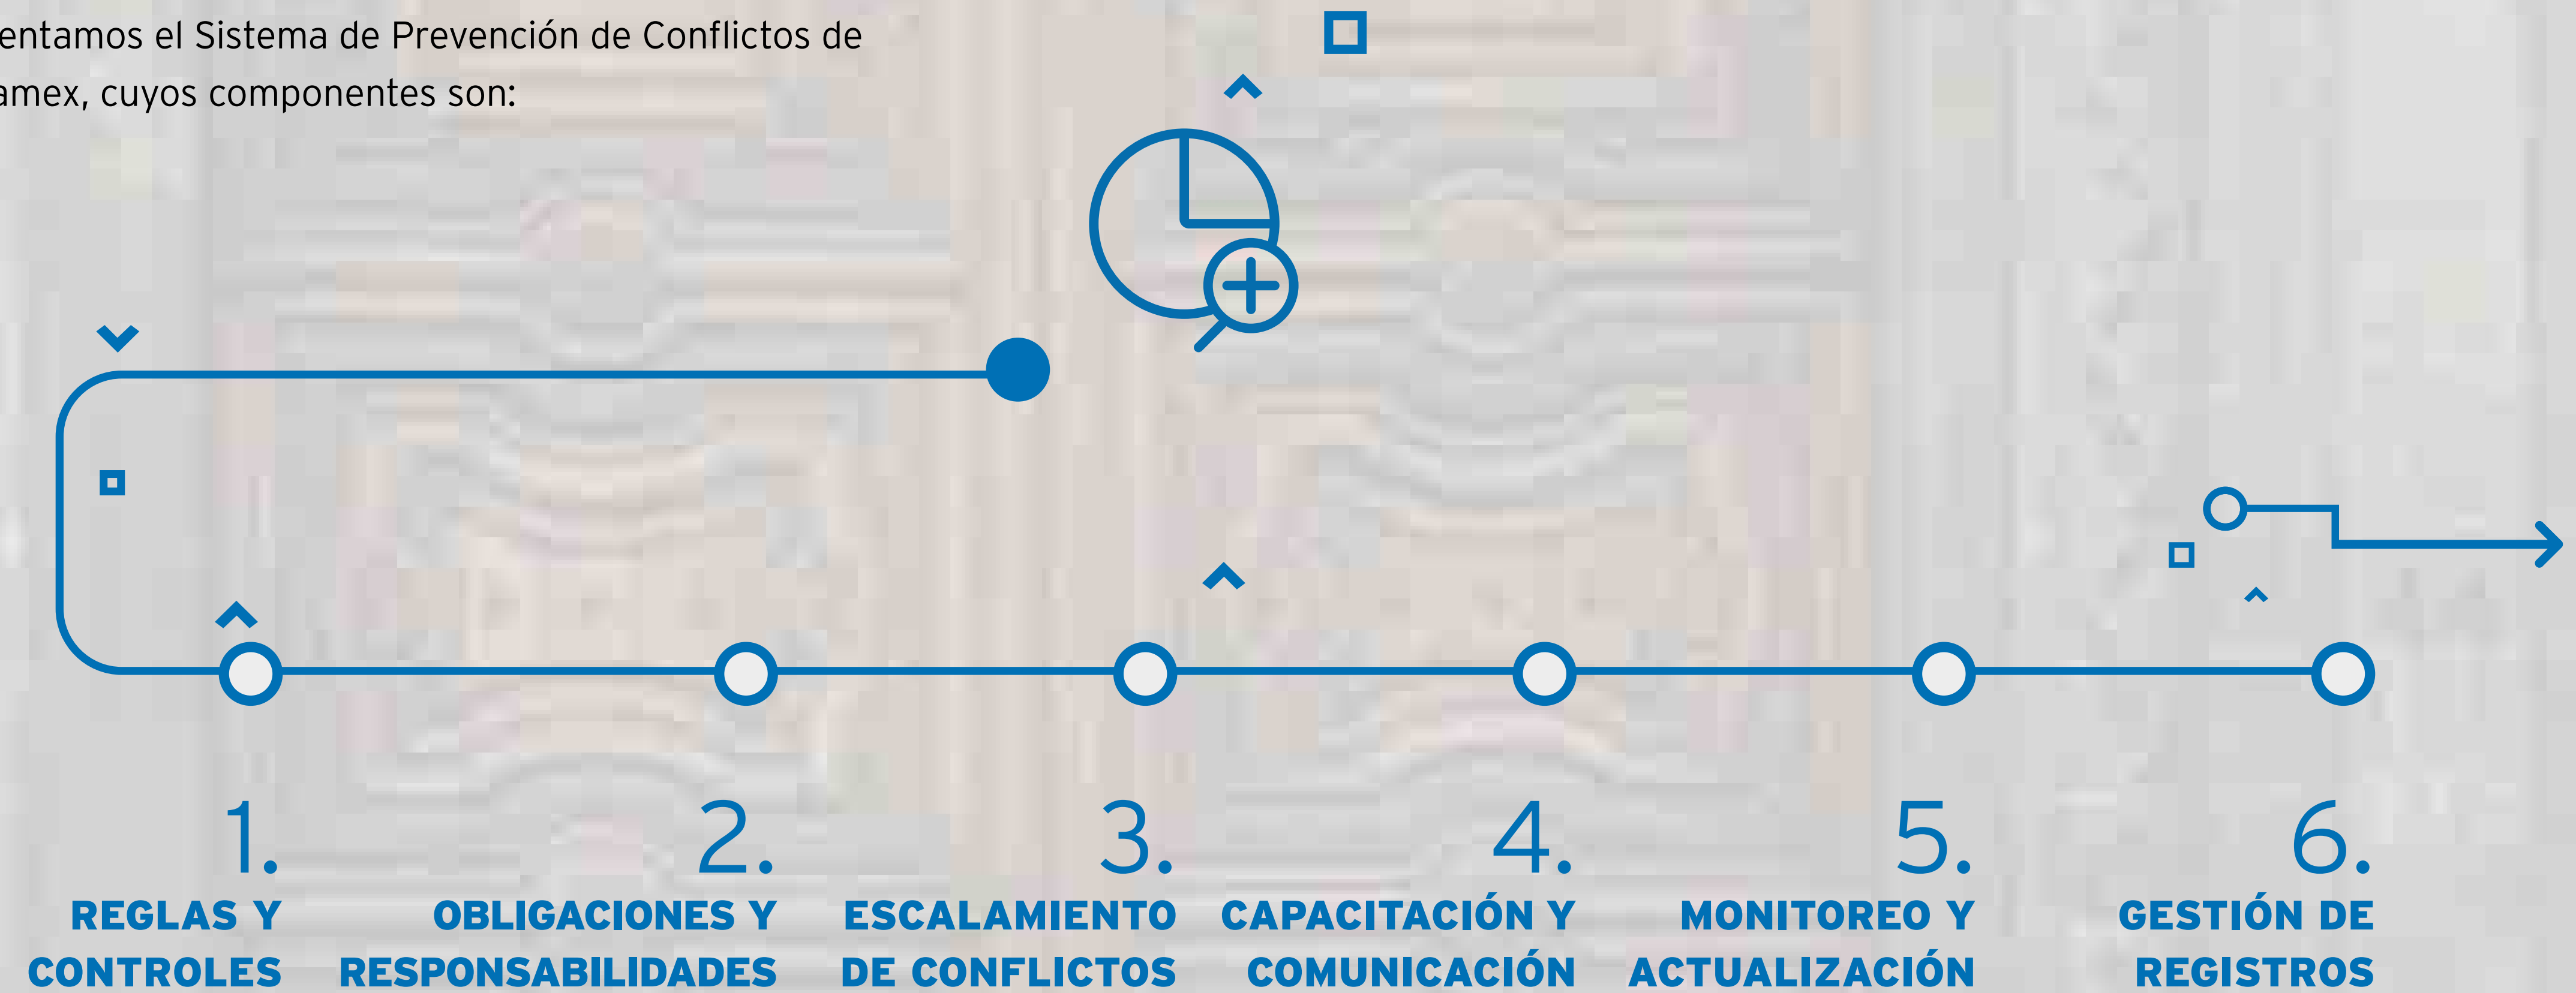 entamos el Sistema de Prevención de Conflictos de
amex, cuyos componentes son:
1.
REGLAS Y
CONTROLES
2.
OBLIGACIONES Y
RESPONSABILIDADES
3.
ESCALAMIENTO
DE CONFLICTOS
4.
CAPACITACIÓN Y
COMUNICACIÓN
5.
MONITOREO Y
ACTUALIZACIÓN
6.
GESTIÓN DE
REGISTROS